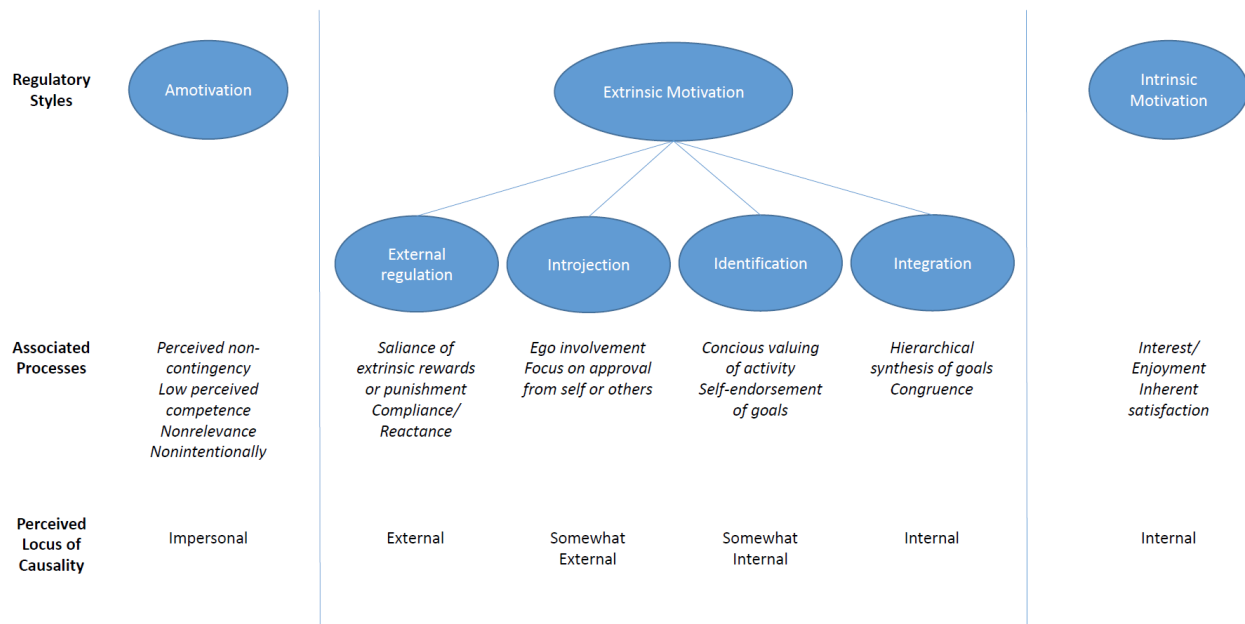 Regulatory
Styles
Amotivation
Extrinsic Motivation
Intrinsic
Motivation
External
regulation
Introjection
Identification
Integration
Associated
Processes
Perceived non-
contingency
Low perceived
competence
Nonrelevance
Nonintentionally
Saliance of
extrinsic rewards
or punishment
Compliance/
Reactance
Ego involvement
Focus on approval
from self or others
Concious valuing
of activity
Self-endorsement
of goals
Hierarchical
synthesis of goals
Congruence
Interest/
Enjoyment
Inherent
satisfaction
Perceived
Locus of
Causality
Impersonal
External
Somewhat
External
Somewhat
Internal
Internal
Internal